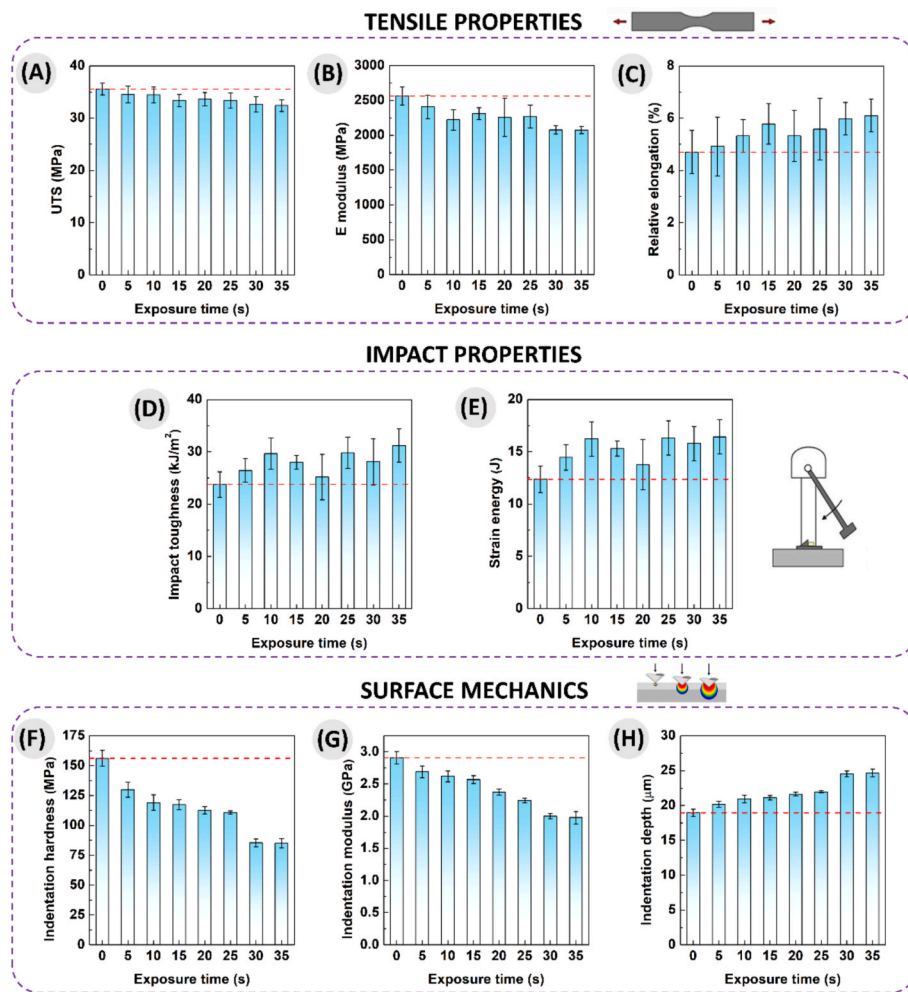 TENSILE PROPERTIES
(A)
40
30
20
10
0
UTS (MPa)
0 5 10 15 20 25 30 35
Exposure time (s)
(B)
3000
2500
2000
1500
1000
500
0
E modulus (MPa)
0 5 10 15 20 25 30 35
Exposure time (s)
(C)
8
6
4
2
0
Relative elongation (%)
0 5 10 15 20 25 30 35
Exposure time (s)
IMPACT PROPERTIES
(D)
40
30
20
10
0
Impact toughness (kJ/m²)
0 5 10 15 20 25 30 35
Exposure time (s)
(E)
20
15
10
5
0
Strain energy (J)
0 5 10 15 20 25 30 35
Exposure time (s)
SURFACE MECHANICS
(F)
175
150
125
100
75
50
25
0
Indentation hardness (MPa)
0 5 10 15 20 25 30 35
Exposure time (s)
(G)
3.0
2.5
2.0
1.5
1.0
0.5
0.0
Indentation modulus (GPa)
0 5 10 15 20 25 30 35
Exposure time (s)
(H)
30
25
20
15
10
5
0
Indentation depth (μm)
0 5 10 15 20 25 30 35
Exposure time (s)